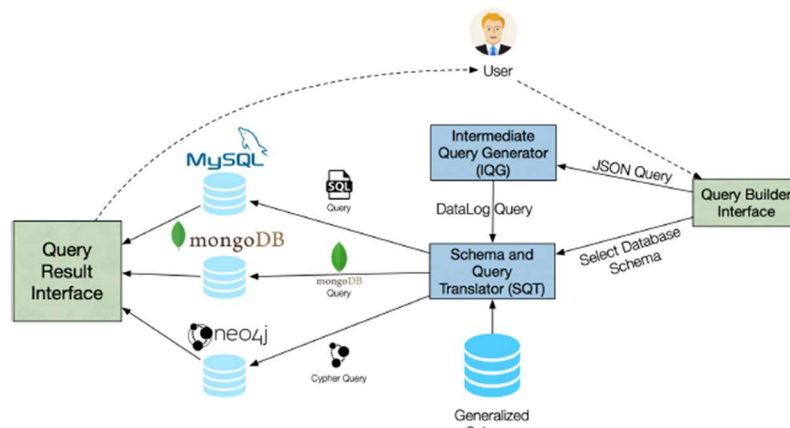 User
MySQL
SQL
Query
Intermediate
Query Generator
(IQG)
JSON Query
Query Builder
Interface
DataLog Query
mongoDB
Query
Result
Interface
Schema and
Query
Translator (SQT)
Select Database
Schema
mongoDB
Query
neo4j
Cypher Query
Generalized